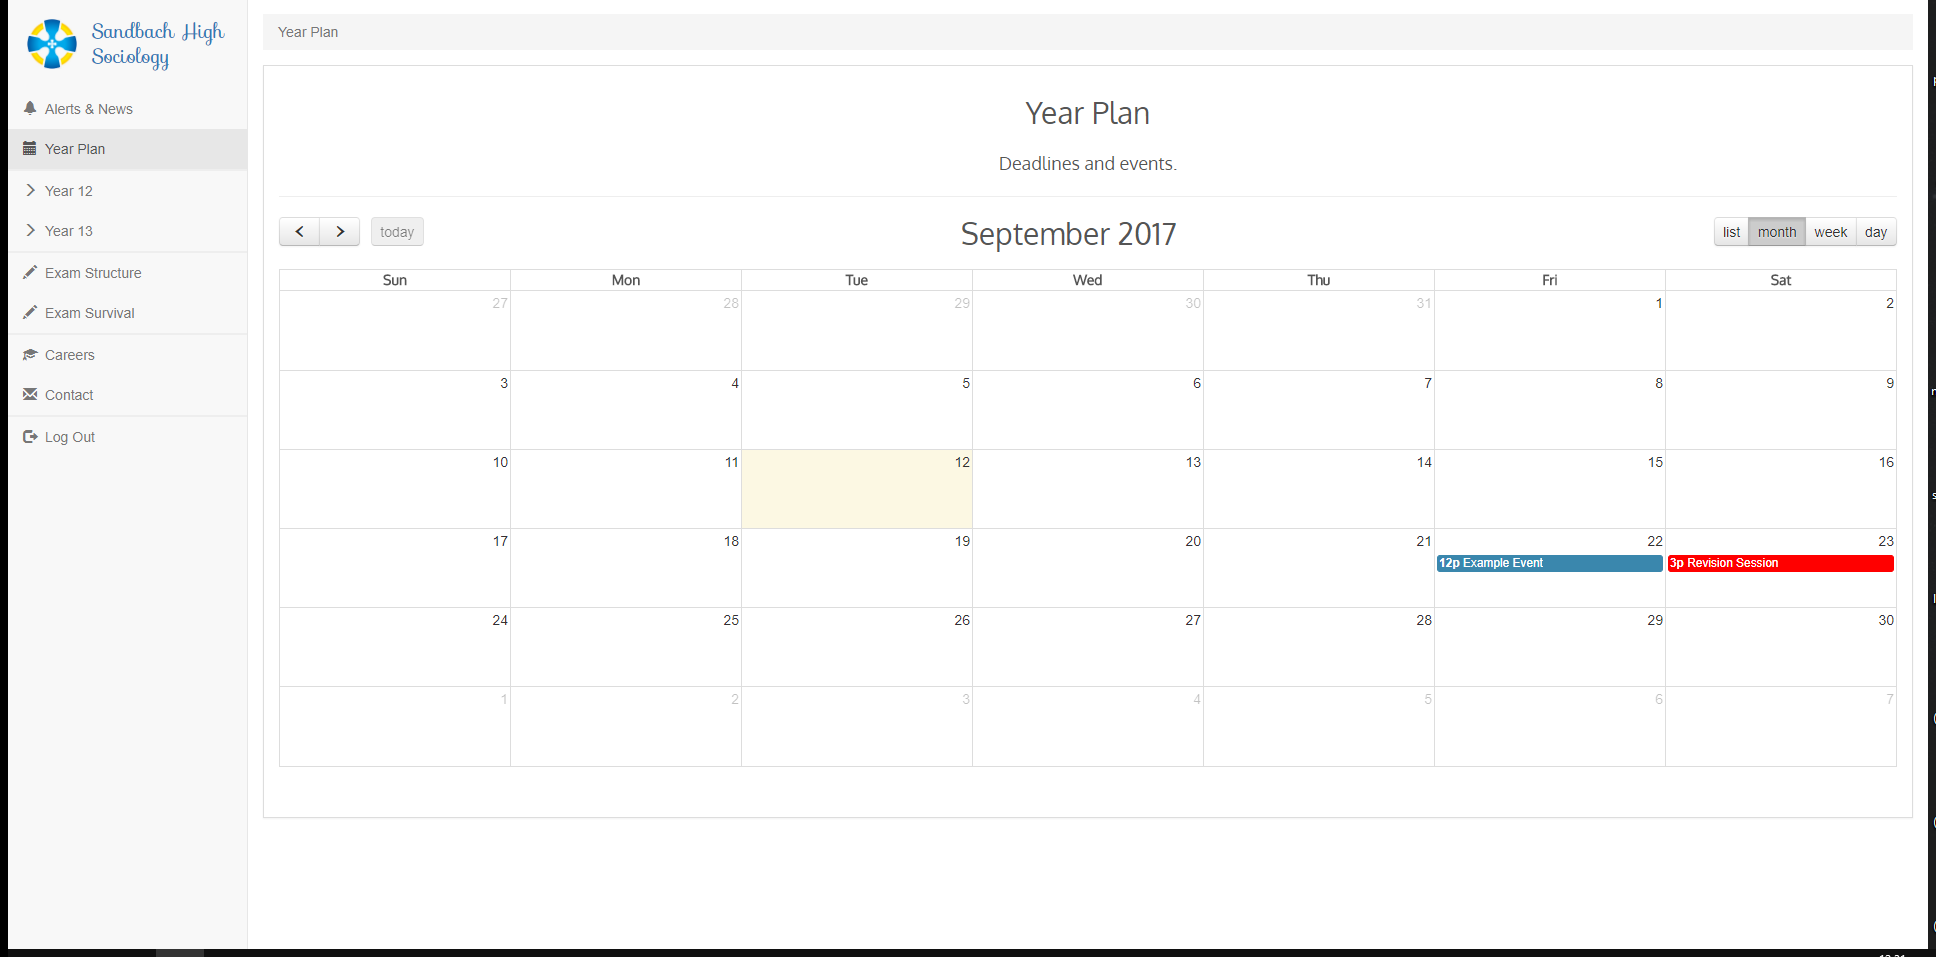 Sandbach High
Sociology
Alerts & News
Year Plan
Year 12
Year 13
Exam Structure
Exam Survival
Careers
Contact
Log Out
Year Plan
Year Plan
Deadlines and events.
today
September 2017
list month week day
Sun Mon Tue Wed Thu Fri Sat
27 28 29 30 31 1 2
3 4 5 6 7 8 9
10 11 12 13 14 15 16
17 18 19 20 21 22 23
12p Example Event 3p Revision Session
24 25 26 27 28 29 30
1 2 3 4 5 6 7